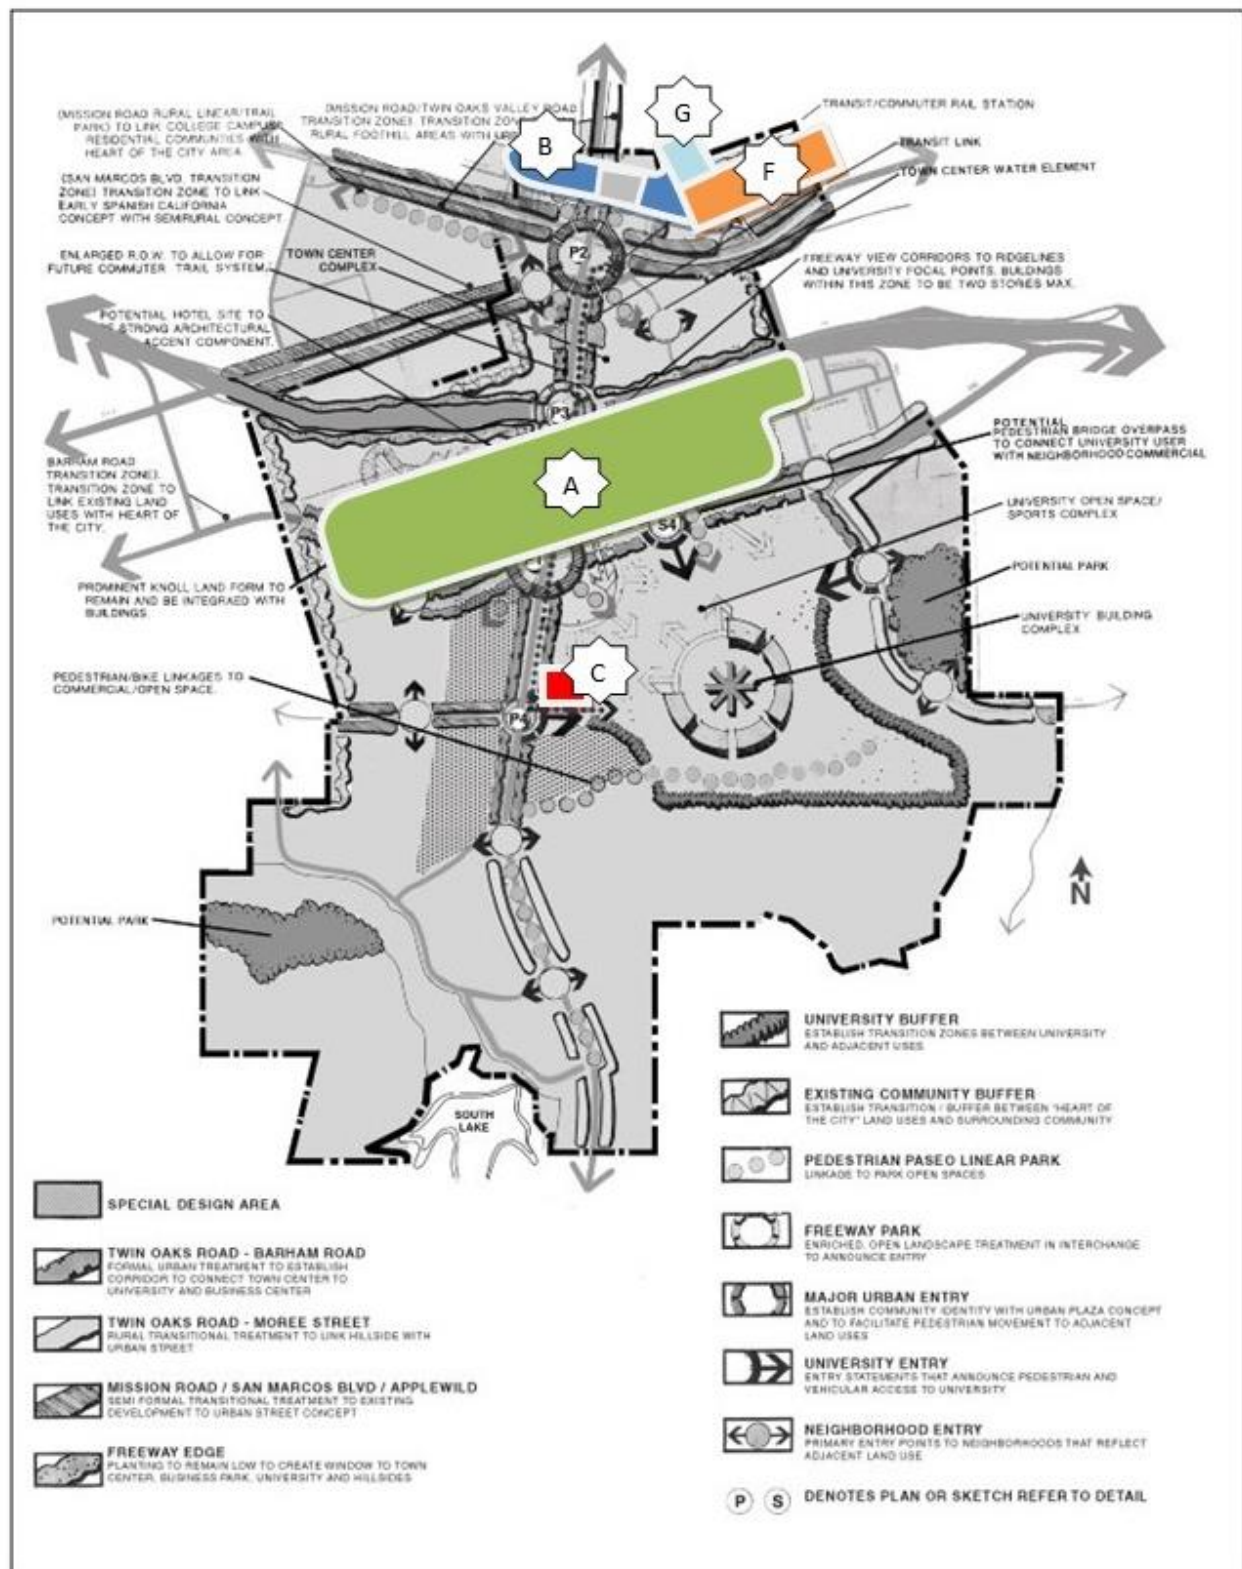 (MISSION ROAD RURAL LINEAR/TRAIL
PARK) TO LINK COLLEGE CAMPUS,
RESIDENTIAL COMMUNITIES WITH
HEART OF THE CITY AREA.
(MISSION ROAD/TWIN OAKS VALLEY ROAD
TRANSITION ZONE). TRANSITION
RURAL FOOTHILL AREAS WITH
G
B
F
TRANSIT/COMMUTER RAIL STATION
TRANSIT LINK
TOWN CENTER WATER ELEMENT
(SAN MARCOS BLVD. TRANSITION
ZONE) TRANSITION ZONE TO LINK
EARLY SPANISH CALIFORNIA
CONCEPT WITH SEMIRURAL CONCEPT
ENLARGED R.O.W. TO ALLOW FOR
FUTURE COMMUTER TRAIL SYSTEM.
TOWN CENTER
COMPLEX
P2
FREEWAY VIEW CORRIDORS TO RIDGELINES
AND UNIVERSITY FOCAL POINTS. BUILDINGS
WITHIN THIS ZONE TO BE TWO STORIES MAX.
POTENTIAL HOTEL SITE TO
STRONG ARCHITECTURAL
ACCENT COMPONENT.
P3
A
POTENTIAL
PEDESTRIAN BRIDGE OVERPASS
TO CONNECT UNIVERSITY USER
WITH NEIGHBORHOOD COMMERCIAL
BARHAM ROAD
TRANSITION ZONE).
TRANSITION ZONE TO
LINK EXISTING LAND
USES WITH HEART OF
THE CITY.
S4
UNIVERSITY OPEN SPACE/
SPORTS COMPLEX
POTENTIAL PARK
PROMINENT KNOLL LAND FORM TO
REMAIN AND BE INTEGRAED WITH
BUILDINGS.
UNIVERSITY BUILDING
COMPLEX
PEDESTRIAN/BIKE LINKAGES TO
COMMERCIAL/OPEN SPACE.
C
P4
POTENTIAL PARK
N
SOUTH
LAKE
SPECIAL DESIGN AREA
TWIN OAKS ROAD - BARHAM ROAD
FORMAL URBAN TREATMENT TO ESTABLISH
CORRIDOR TO CONNECT TOWN CENTER TO
UNIVERSITY AND BUSINESS CENTER
TWIN OAKS ROAD - MOREE STREET
RURAL TRANSITIONAL TREATMENT TO LINK HILLSIDE WITH
URBAN STREET
MISSION ROAD / SAN MARCOS BLVD / APPLEWILD
SEMI FORMAL TRANSITIONAL TREATMENT TO EXISTING
DEVELOPMENT TO URBAN STREET CONCEPT
FREEWAY EDGE
PLANTING TO REMAIN LOW TO CREATE WINDOW TO TOWN
CENTER, BUSINESS PARK, UNIVERSITY AND HILLSIDES
UNIVERSITY BUFFER
ESTABLISH TRANSITION ZONES BETWEEN UNIVERSITY
AND ADJACENT USES
EXISTING COMMUNITY BUFFER
ESTABLISH TRANSITION / BUFFER BETWEEN "HEART OF
THE CITY" LAND USES AND SURROUNDING COMMUNITY
PEDESTRIAN PASEO LINEAR PARK
LINKAGE TO PARK OPEN SPACES
FREEWAY PARK
ENRICHED, OPEN LANDSCAPE TREATMENT IN INTERCHANGE
TO ANNOUNCE ENTRY
MAJOR URBAN ENTRY
ESTABLISH COMMUNITY IDENTITY WITH URBAN PLAZA CONCEPT
AND TO FACILITATE PEDESTRIAN MOVEMENT TO ADJACENT
LAND USES
UNIVERSITY ENTRY
ENTRY STATEMENTS THAT ANNOUNCE PEDESTRIAN AND
VEHICULAR ACCESS TO UNIVERSITY
NEIGHBORHOOD ENTRY
PRIMARY ENTRY POINTS TO NEIGHBORHOODS THAT REFLECT
ADJACENT LAND USE
P S DENOTES PLAN OR SKETCH REFER TO DETAIL